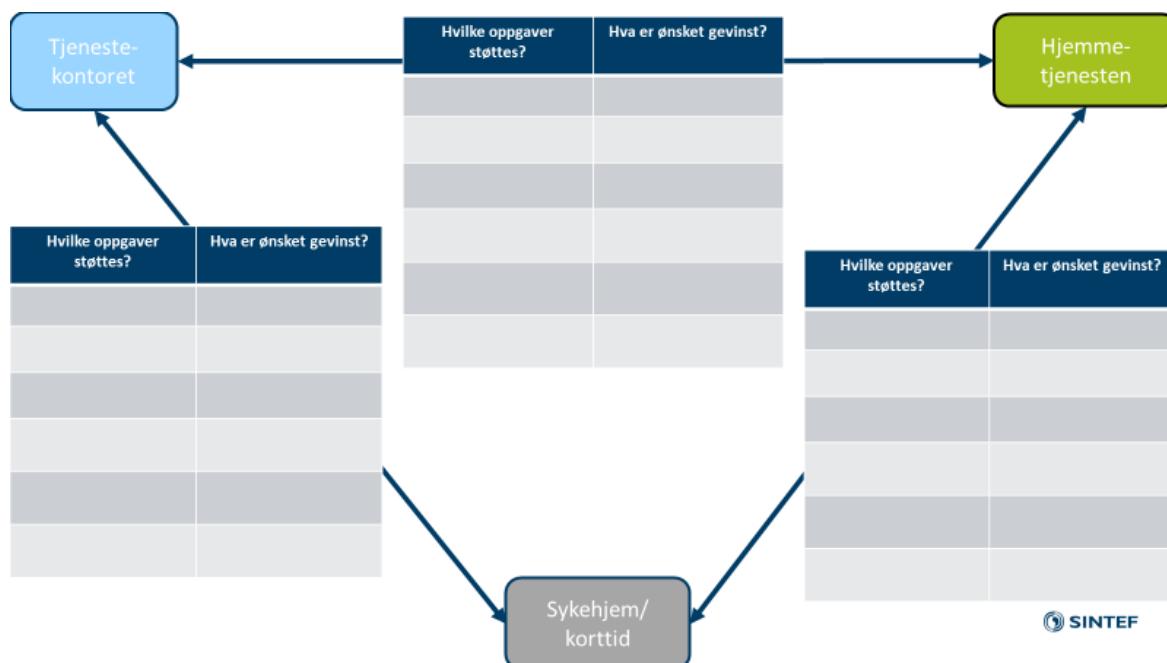 Tjeneste-
kontoret
Hvilke oppgaver
støttes?
Hva er ønsket gevinst?
Hjemme-
tjenesten
Hvilke oppgaver
støttes?
Hva er ønsket gevinst?
Hvilke oppgaver
støttes?
Hva er ønsket gevinst?
Sykehjem/
korttid
SINTEF